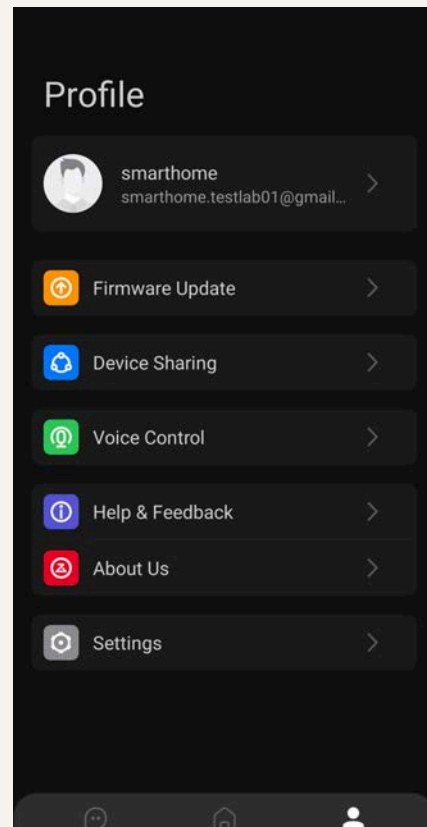 Profile
smarthome
smarthome.testlab01@gmail...
Firmware Update
Device Sharing
Voice Control
Help & Feedback
About Us
Settings